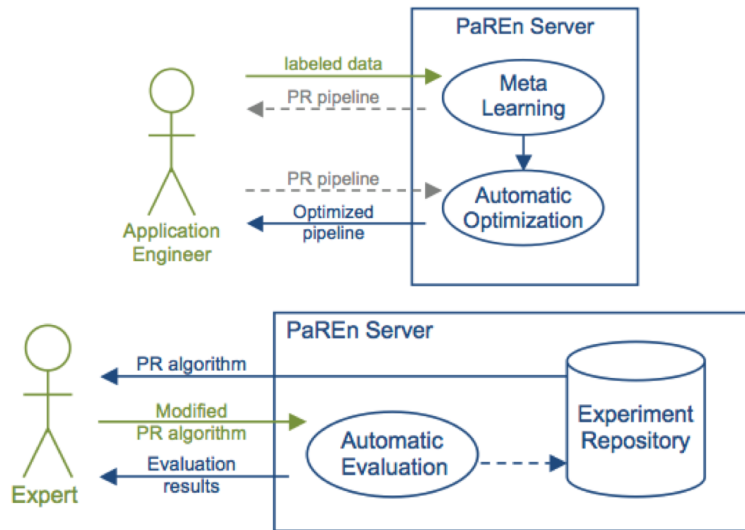 PaREn Server
labeled data
Meta
Learning
PR pipeline
PR pipeline
Automatic
Optimization
Optimized
pipeline
Application
Engineer
PaREn Server
PR algorithm
Modified
PR algorithm
Automatic
Evaluation
Experiment
Repository
Evaluation
results
Expert